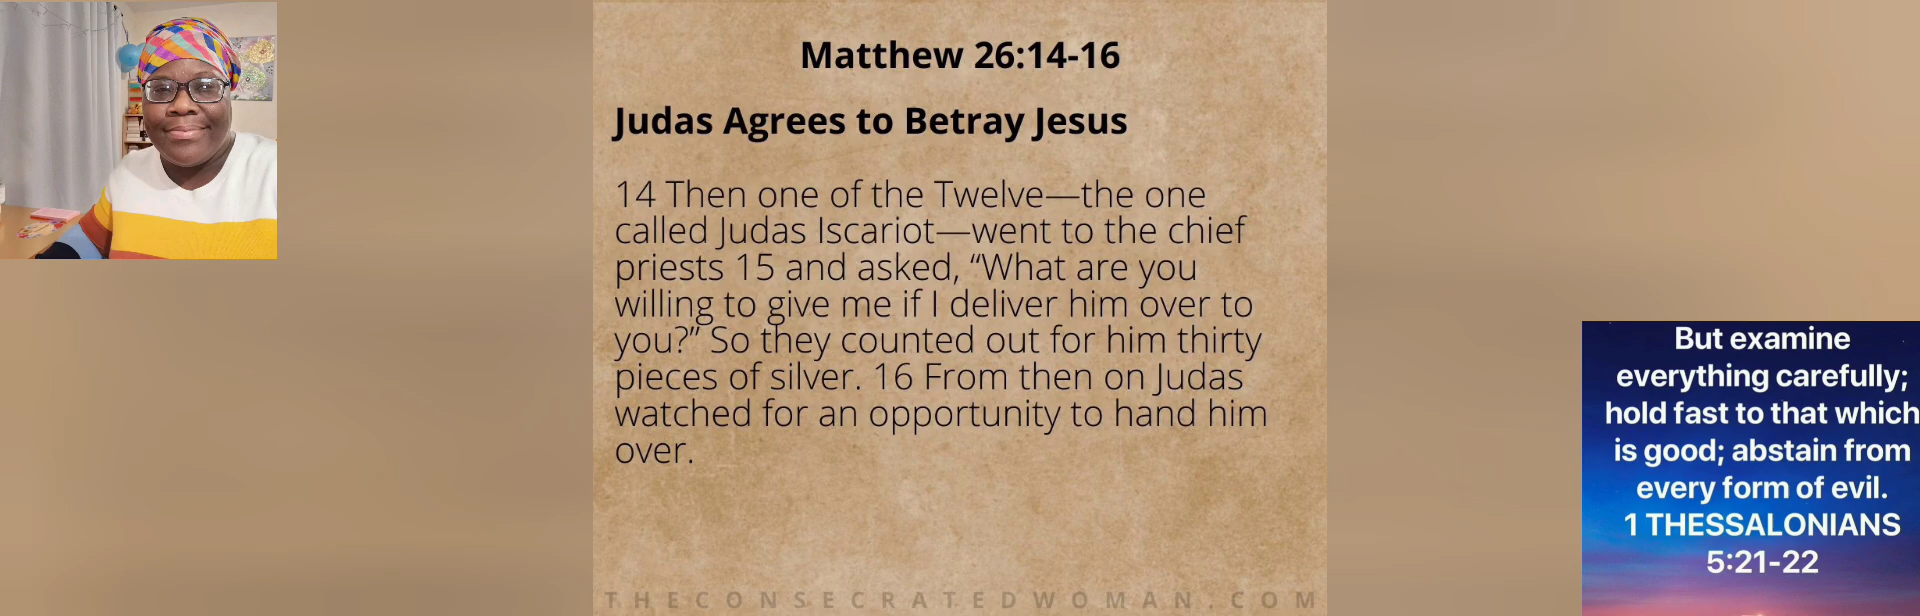 Matthew 26:14-16
Judas Agrees to Betray Jesus
14 Then one of the Twelve—the one
called Judas Iscariot—went to the chief
priests 15 and asked, “What are you
willing to give me if I deliver him over to
you?” So they counted out for him thirty
pieces of silver. 16 From then on Judas
watched for an opportunity to hand him
over.
THECONSECRATEDWOMAN.COM
But examine
everything carefully;
hold fast to that which
is good; abstain from
every form of evil.
1 THESSALONIANS
5:21-22